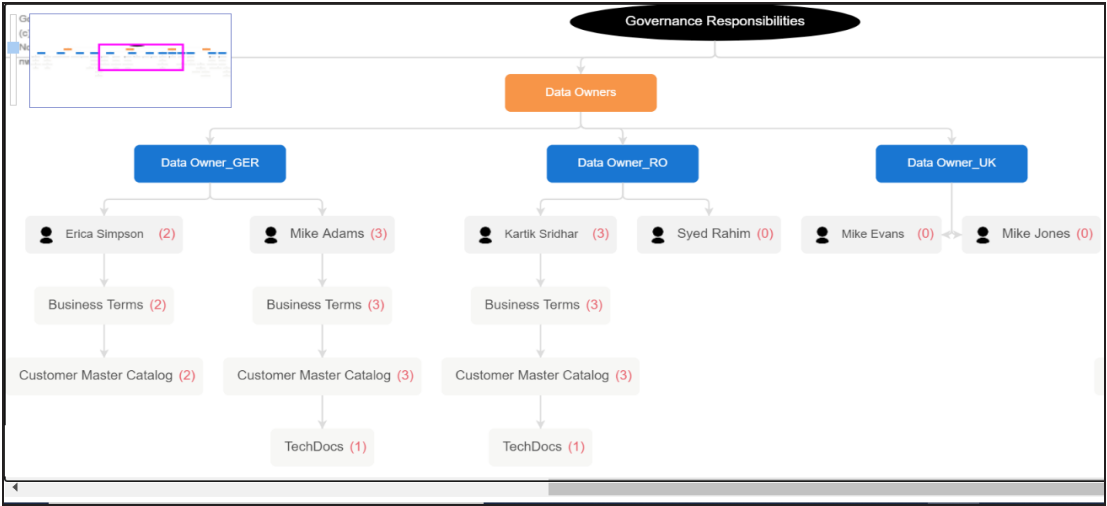 Governance Responsibilities
Data Owners
Data Owner_GER
Data Owner_RO
Data Owner_UK
Erica Simpson (2)
Mike Adams (3)
Kartik Sridhar (3)
Syed Rahim (0)
Mike Evans (0)
Mike Jones (0)
Business Terms (2)
Business Terms (3)
Business Terms (3)
Customer Master Catalog (2)
Customer Master Catalog (3)
Customer Master Catalog (3)
TechDocs (1)
TechDocs (1)